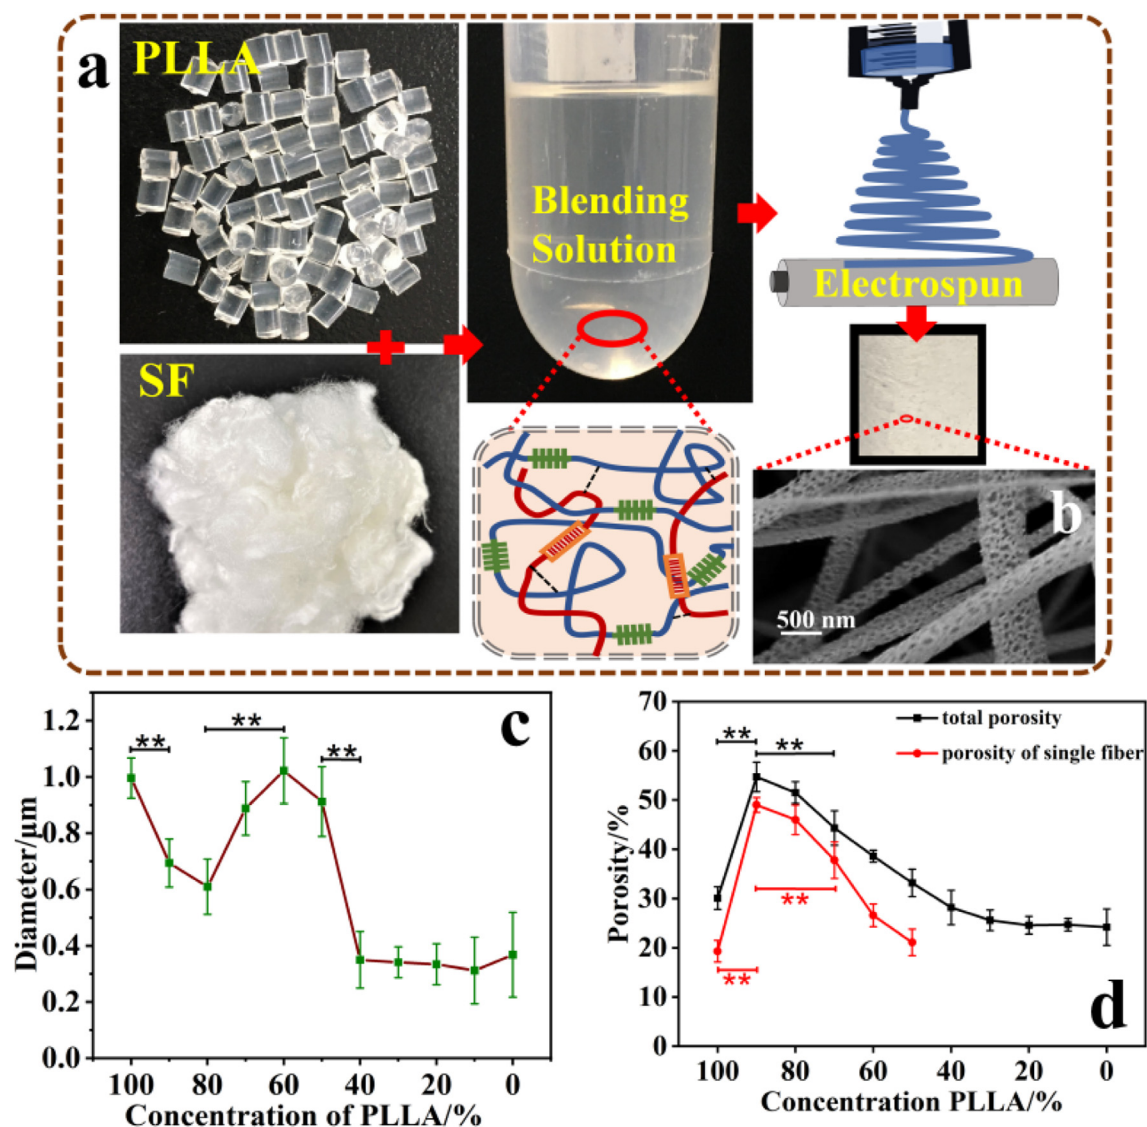 a
PLLA
SF
Blending
Solution
Electrospun
b
500 nm
c
**
**
**
1.2
1.0
0.8
0.6
0.4
0.2
0.0
Diameter/μm
100
80
60
40
20
0
Concentration of PLLA/%
d
total porosity
porosity of single fiber
**
**
**
**
70
60
50
40
30
20
10
0
Porosity/%
100
80
60
40
20
0
Concentration PLLA/%